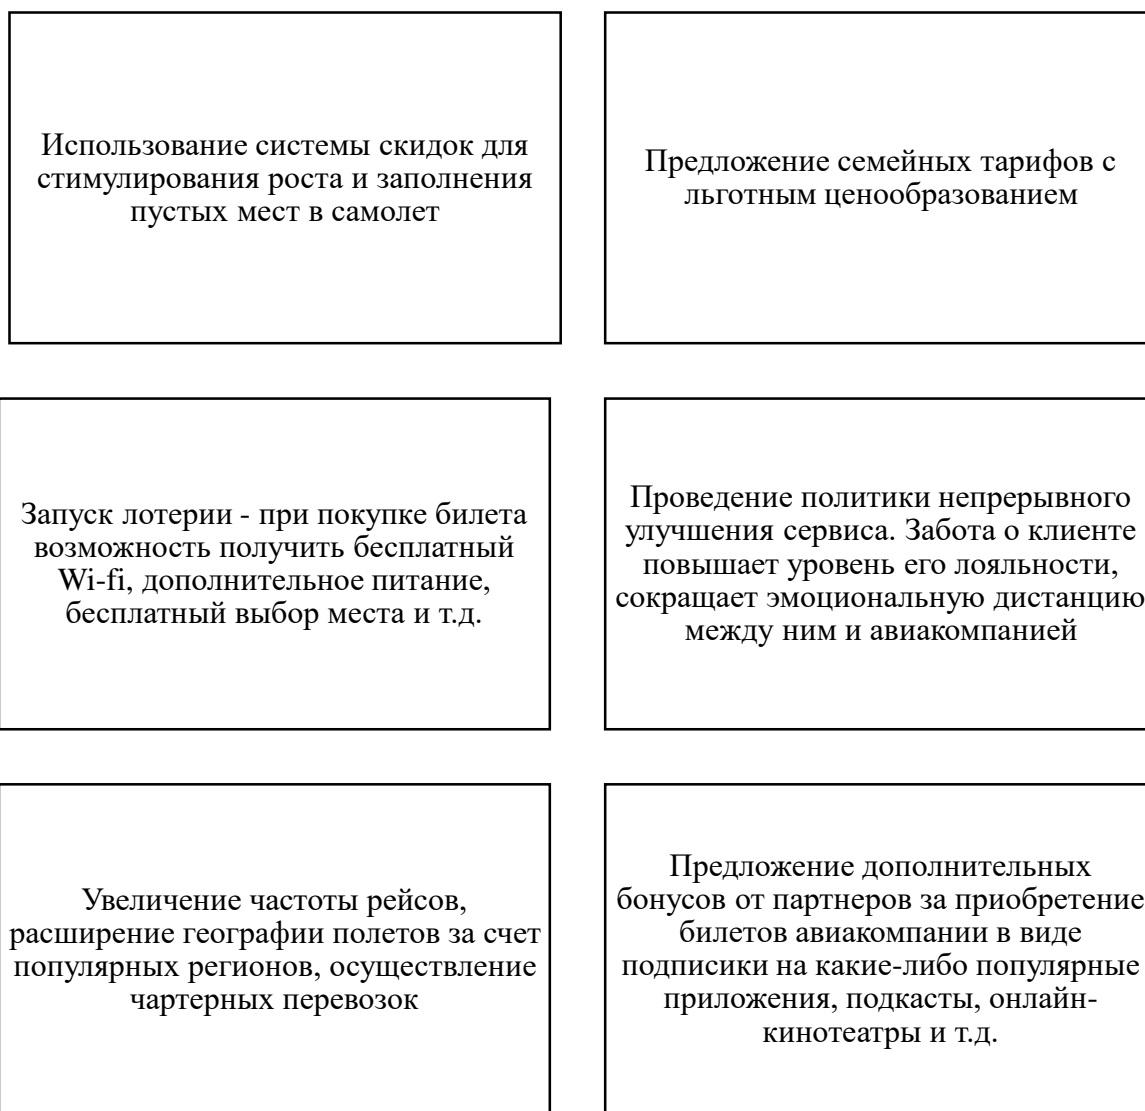 Использование системы скидок для
стимулирования роста и заполнения
пустых мест в самолет
Предложение семейных тарифов с
льготным ценообразованием
Запуск лотерии - при покупке билета
возможность получить бесплатный
Wi-fi, дополнительное питание,
бесплатный выбор места и т.д.
Проведение политики непрерывного
улучшения сервиса. Забота о клиенте
повышает уровень его лояльности,
сокращает эмоциональную дистанцию
между ним и авиакомпанией
Увеличение частоты рейсов,
расширение географии полетов за счет
популярных регионов, осуществление
чартерных перевозок
Предложение дополнительных
бонусов от партнеров за приобретение
билетов авиакомпании в виде
подписики на какие-либо популярные
приложения, подкасты, онлайн-
кинотеатры и т.д.